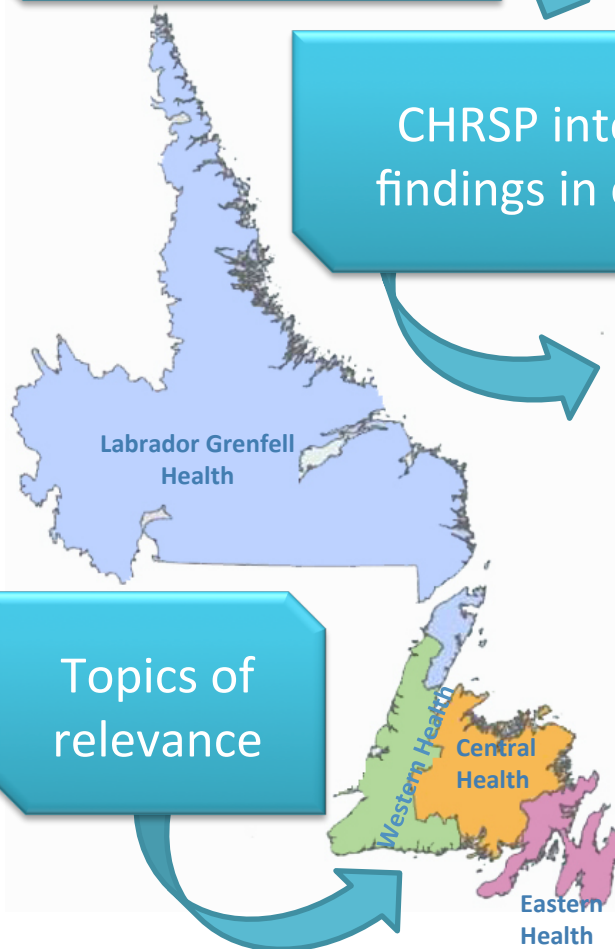 CHRSP inte
findings in
Labrador Grenfell
Health
Topics of
relevance
Western Health
Central
Health
Eastern
Health